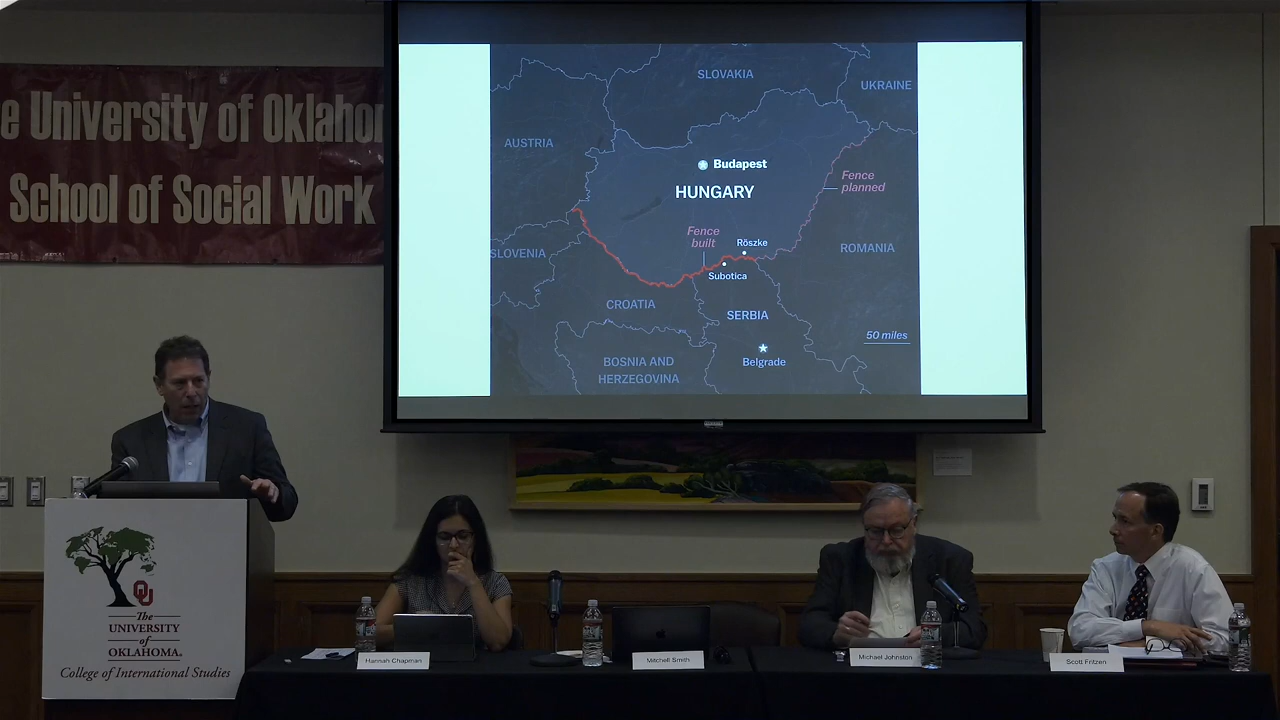 e University of Oklahor
School of Social Work
SLOVAKIA
UKRAINE
AUSTRIA
Budapest
HUNGARY
Fence
planned
Fence
built
Röszke
SLOVENIA
ROMANIA
Subotica
CROATIA
SERBIA
50 miles
Belgrade
BOSNIA AND
HERZEGOVINA
OU
The
UNIVERSITY
of
OKLAHOMA
College of International Studies
Hannah Chapman
Mitchell Smith
Michael Johnston
Scott Fritzen